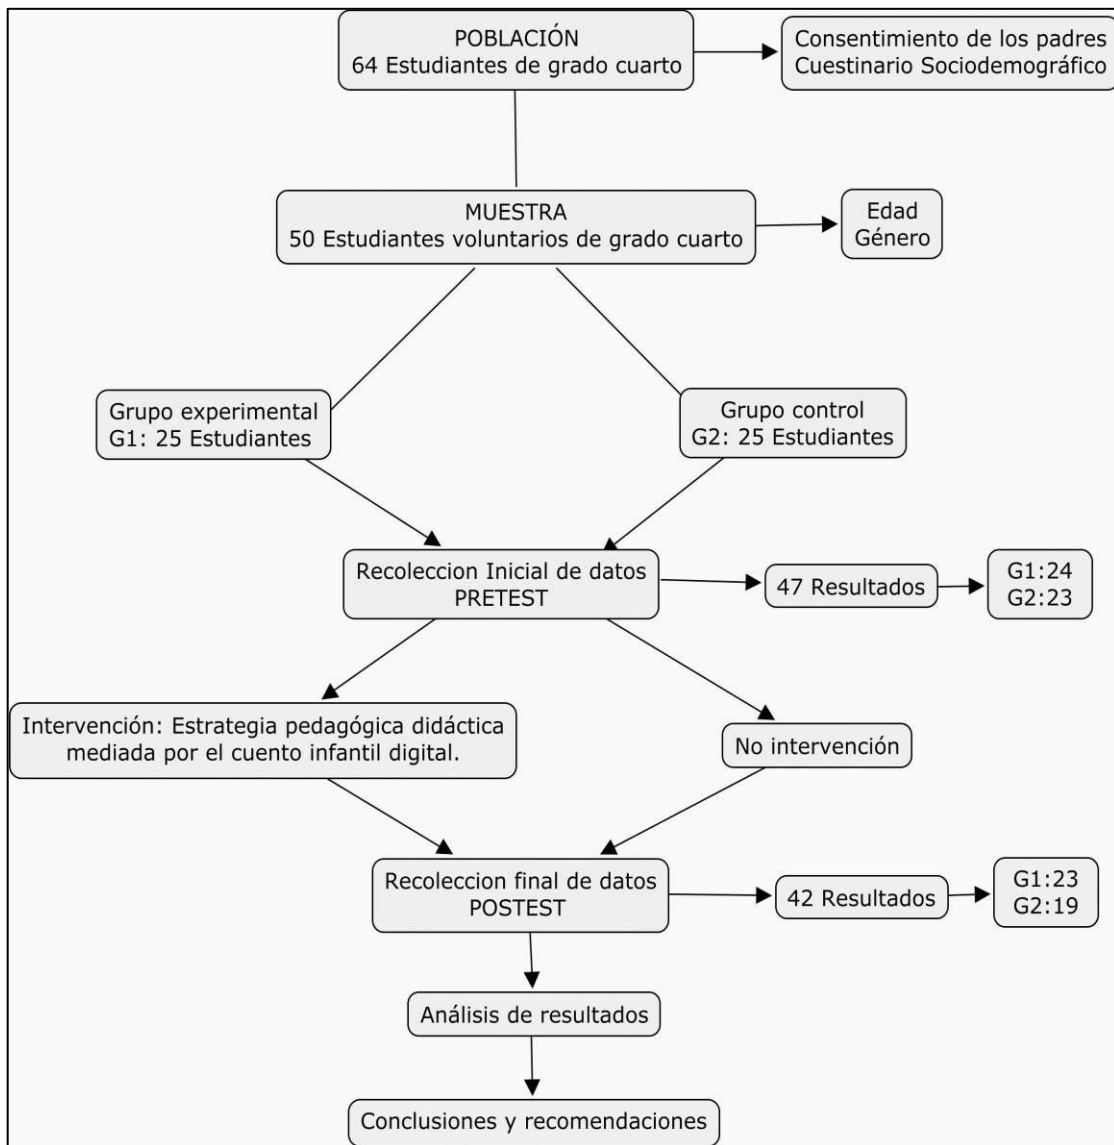 POBLACIÓN
64 Estudiantes de grado cuarto
Consentimiento de los padres
Cuestinario Sociodemográfico
MUESTRA
50 Estudiantes voluntarios de grado cuarto
Edad
Género
Grupo experimental
G1: 25 Estudiantes
Grupo control
G2: 25 Estudiantes
Recoleccion Inicial de datos
PRETEST
47 Resultados
G1:24
G2:23
Intervención: Estrategia pedagógica didáctica
mediada por el cuento infantil digital.
No intervención
Recoleccion final de datos
POSTEST
42 Resultados
G1:23
G2:19
Análisis de resultados
Conclusiones y recomendaciones